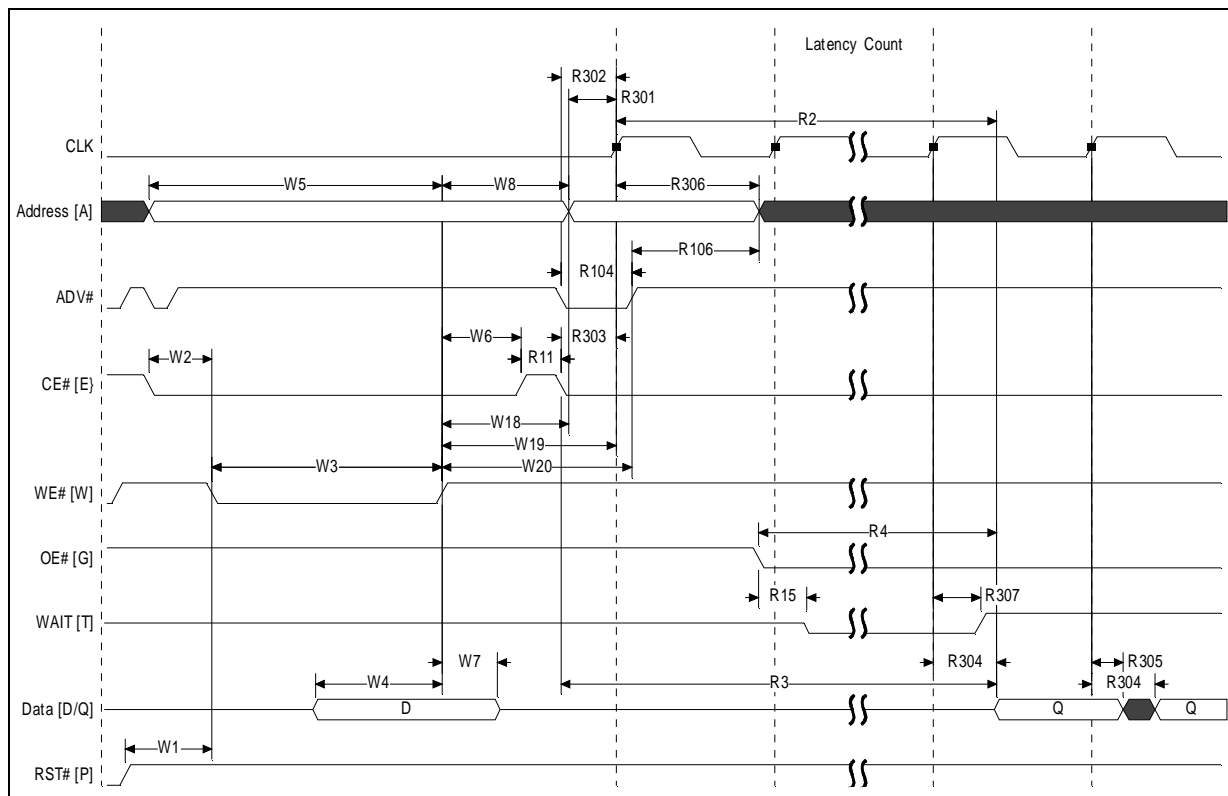 Latency Count
R302
R301
R2
CLK
W5 W8 R306
Address [A]
R106
R104
ADV#
W6 R303
W2 R11
CE# [E}
W18
W19
W3 W20
WE# [W]
R4
OE# [G]
R15 R307
WAIT [T]
W7 R304 R305
W4 R3 R304
Data [D/Q] D Q Q
W1
RST# [P]